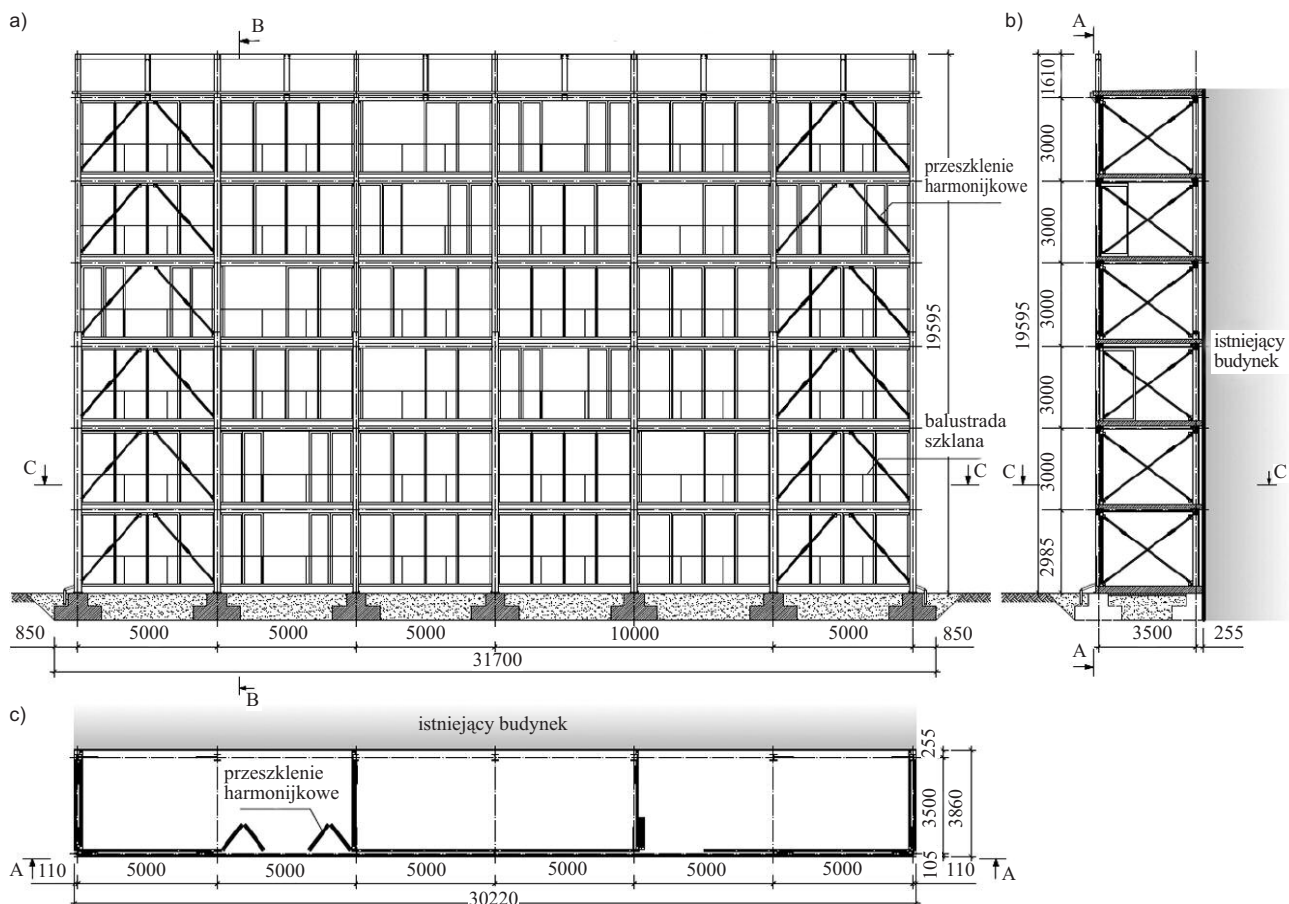 a)
B
b)
A
1610
3000
przeszklenie
harmonijkowe
3000
19595
19595
3000
istniejący
budynek
3000
balustrada
szklana
C
C
C
C
3000
2985
850
5000
5000
5000
10000
5000
850
3500
255
31700
A
B
c)
istniejący budynek
255
przeszklenie
harmonijkowe
3500
3860
A
110
5000
5000
5000
5000
5000
5000
105
110
A
30220